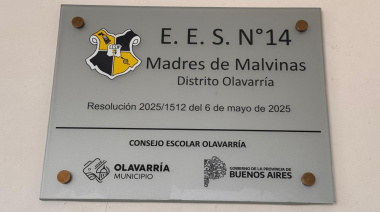 E. E. S. N°14
Madres de Malvinas
Distrito Olavarría
Resolución 2025/1512 del 6 de mayo de 2025
CONSEJO ESCOLAR OLAVARRÍA
OLAVARRÍA
MUNICIPIO
GOBIERNO DE LA PROVINCIA DE
BUENOS AIRES